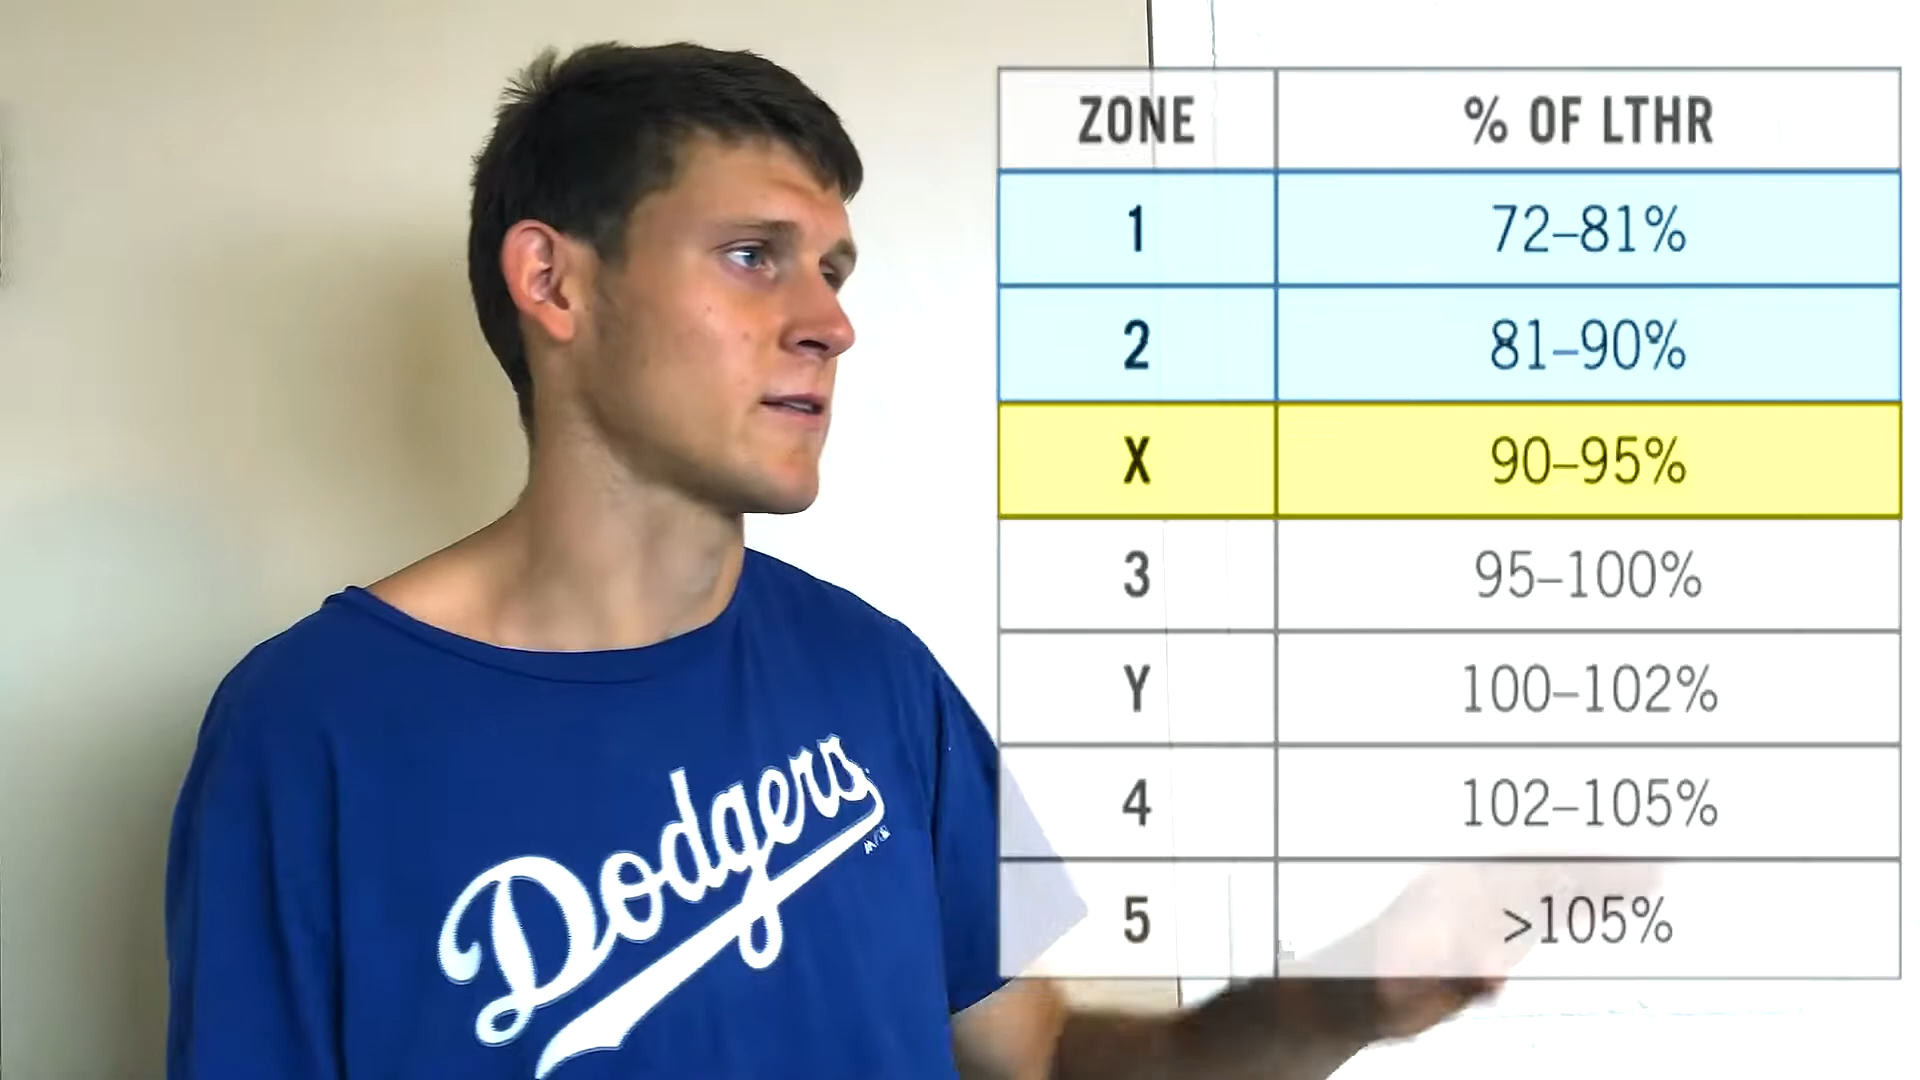 ZONE % OF LTHR
1 72–81%
2 81–90%
X 90–95%
3 95–100%
Y 100–102%
4 102–105%
5 >105%
Dodgers